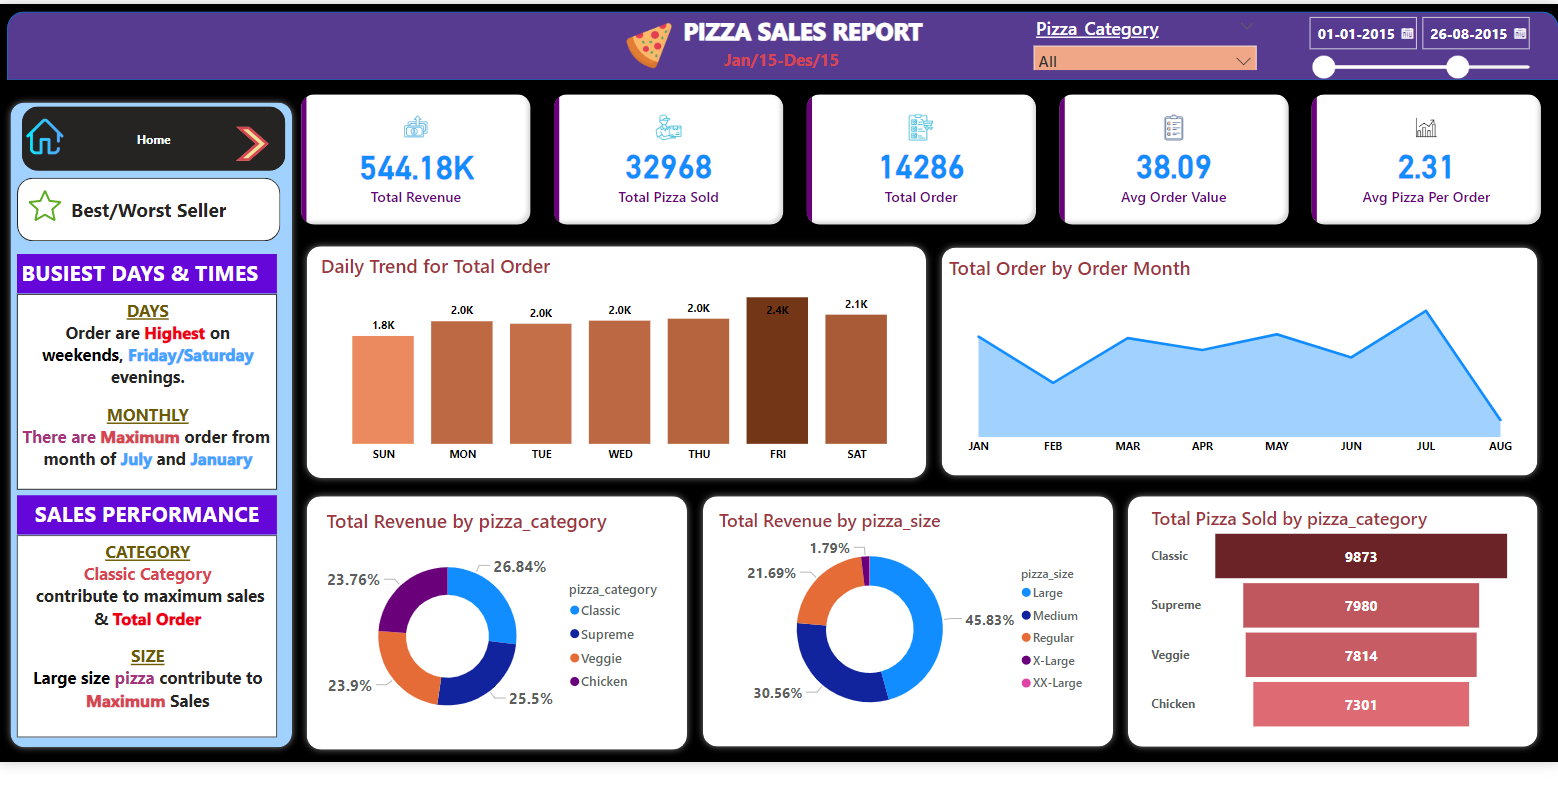 PIZZA SALES REPORT
Jan/15-Des/15
Pizza_Category
All
01-01-2015
26-08-2015
Home
Best/Worst Seller
BUSIEST DAYS & TIMES
DAYS
Order are Highest on
weekends, Friday/Saturday
evenings.
MONTHLY
There are Maximum order from
month of July and January
SALES PERFORMANCE
CATEGORY
Classic Category
contribute to maximum sales
& Total Order
SIZE
Large size pizza contribute to
Maximum Sales
544.18K
Total Revenue
32968
Total Pizza Sold
14286
Total Order
38.09
Avg Order Value
2.31
Avg Pizza Per Order
Daily Trend for Total Order
1.8K
2.0K
2.0K
2.0K
2.0K
2.4K
2.1K
SUN
MON
TUE
WED
THU
FRI
SAT
Total Order by Order Month
JAN
FEB
MAR
APR
MAY
JUN
JUL
AUG
Total Revenue by pizza_category
26.84%
25.5%
23.9%
23.76%
pizza_category
Classic
Supreme
Veggie
Chicken
Total Revenue by pizza_size
1.79%
21.69%
45.83%
30.56%
pizza_size
Large
Medium
Regular
X-Large
XX-Large
Total Pizza Sold by pizza_category
Classic 9873
Supreme 7980
Veggie 7814
Chicken 7301